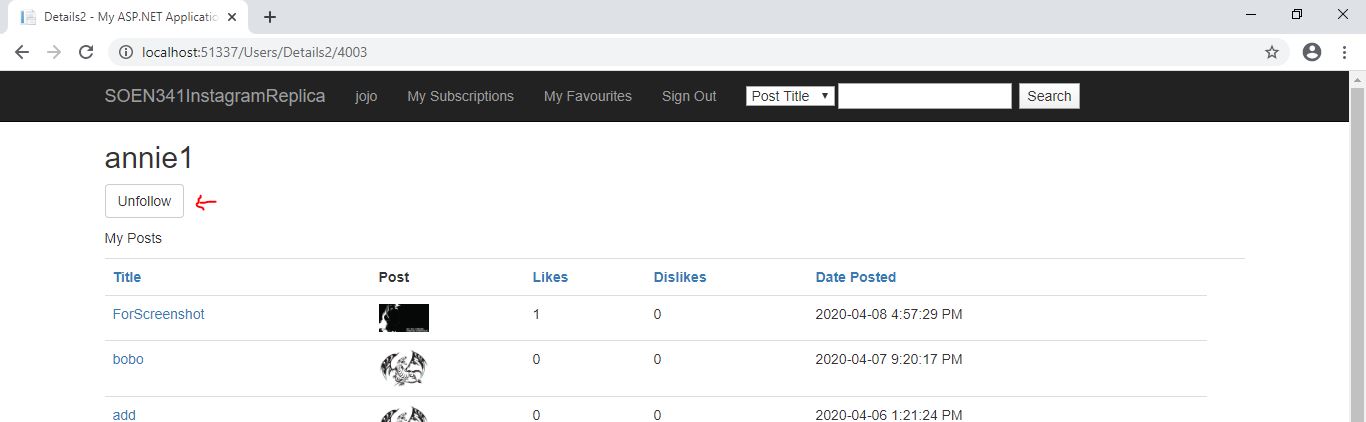 Details2 - My ASP.NET Applicatio
localhost:51337/Users/Details2/4003
SOEN341InstagramReplica jojo My Subscriptions My Favourites Sign Out Post Title Search
annie1
Unfollow
My Posts
Title Post Likes Dislikes Date Posted
ForScreenshot 1 0 2020-04-08 4:57:29 PM
bobo 0 0 2020-04-07 9:20:17 PM
add 0 0 2020-04-06 1:21:24 PM